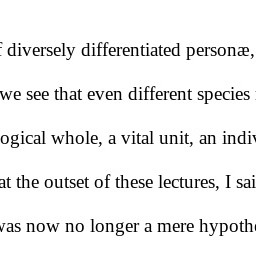 diversely differentiated personæ,
we see that even different species
ogical whole, a vital unit, an indiv
at the outset of these lectures, I sai
was now no longer a mere hypothe